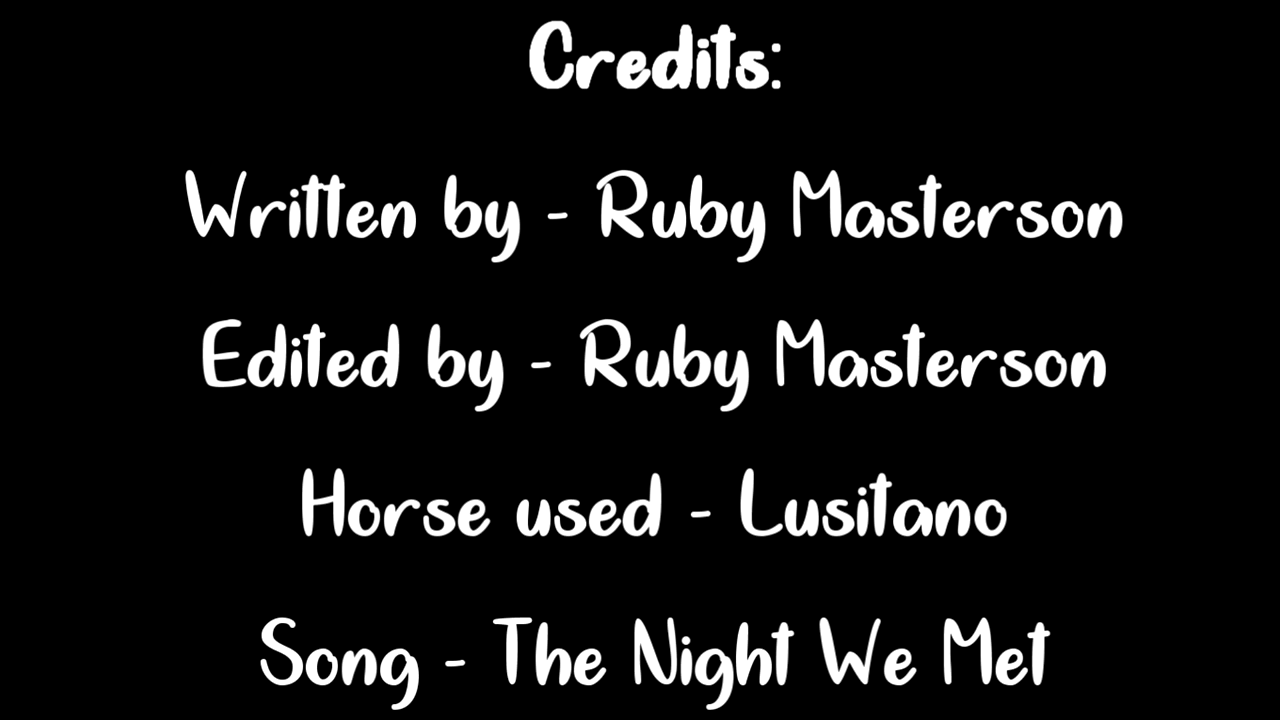 Credits:
Written by - Ruby Masterson
Edited by - Ruby Masterson
Horse used - Lusitano
Song - The Night We Met